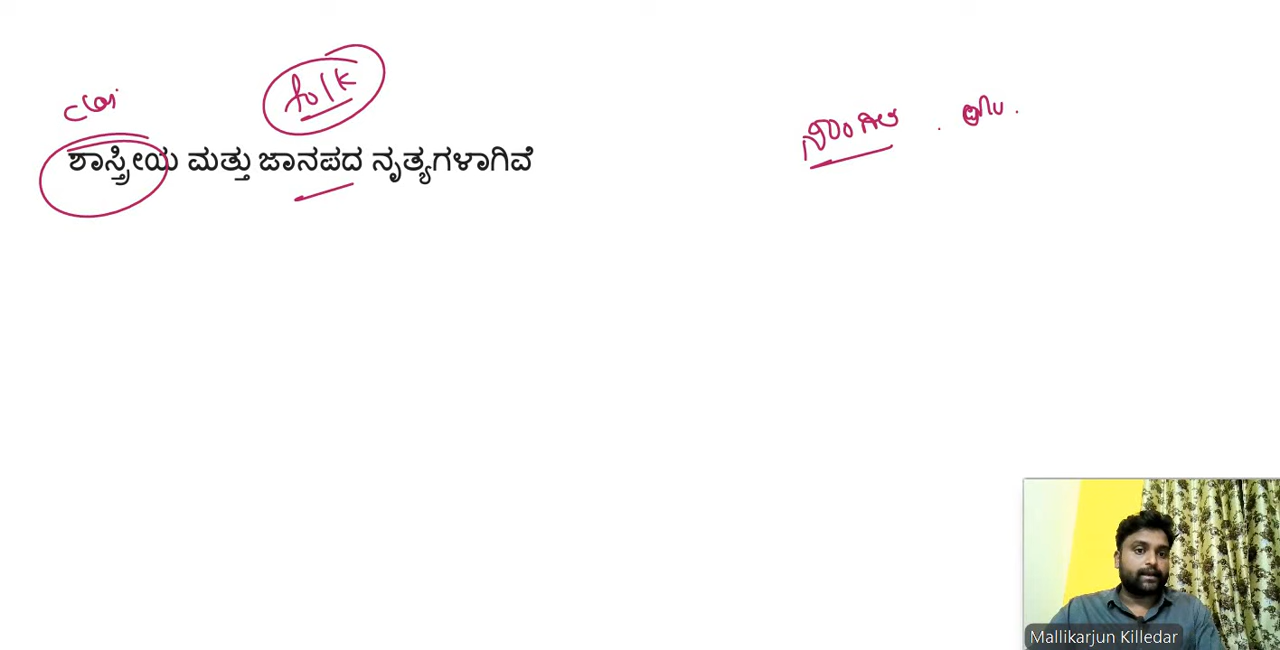 folk
ಶಾಸ್ತ್ರೀಯ ಮತ್ತು ಜಾನಪದ ನೃತ್ಯಗಳಾಗಿವೆ
Mallikarjun Killedar